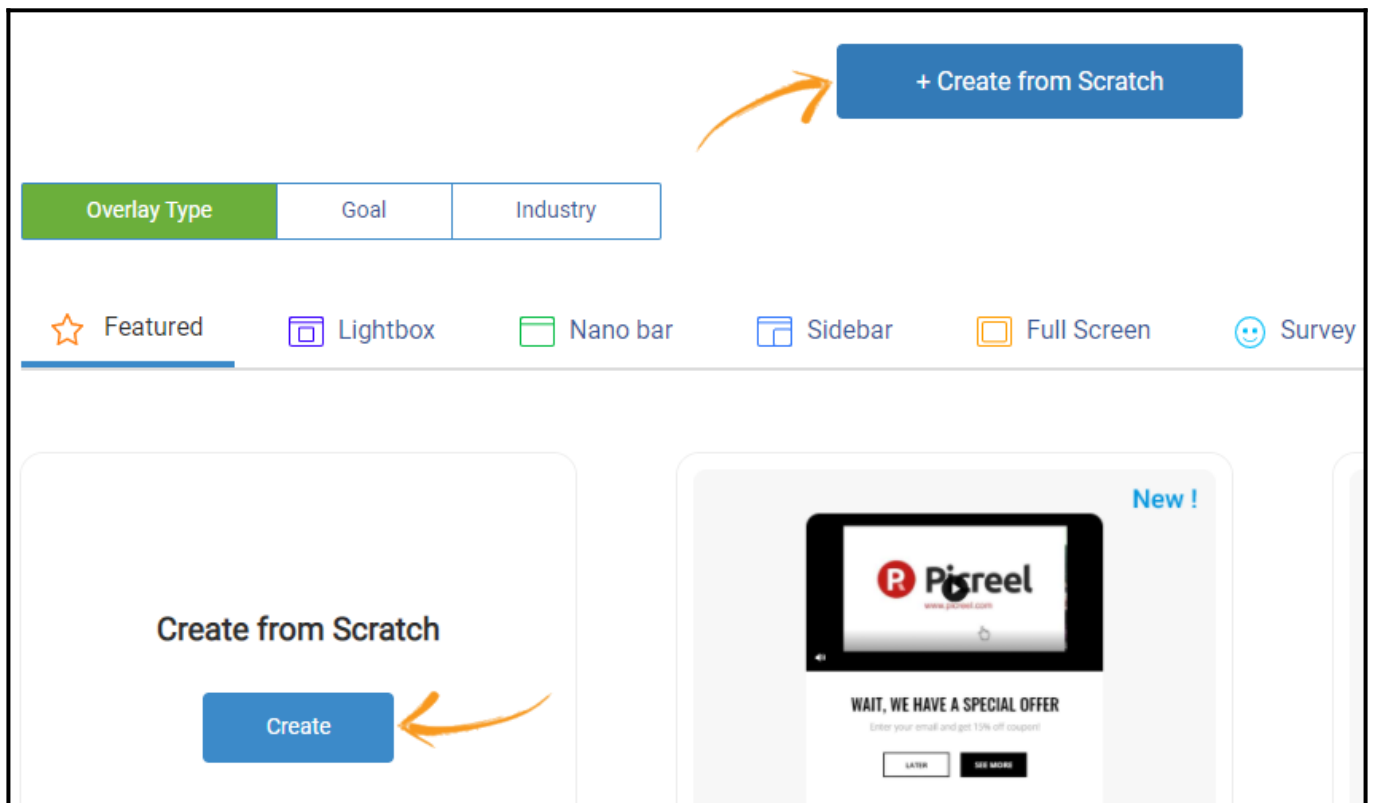 + Create from Scratch
Overlay Type Goal Industry
Featured Lightbox Nano bar Sidebar Full Screen Survey
New !
Create from Scratch
Create
R Picreel
www.picreel.com
WAIT, WE HAVE A SPECIAL OFFER
Enter your email and get 15% off coupon!
LATER SEE MORE